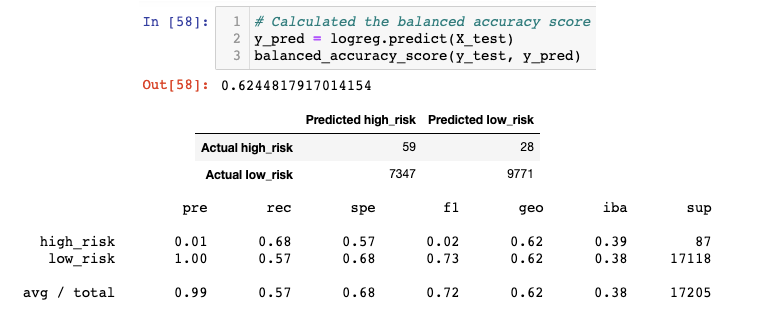 In [58]: 1 # Calculated the balanced accuracy score
2 y_pred = logreg.predict(X_test)
3 balanced_accuracy_score(y_test, y_pred)
Out[58]: 0.6244817917014154
Predicted high_risk Predicted low_risk
Actual high_risk 59 28
Actual low_risk 7347 9771
pre rec spe f1 geo iba sup
high_risk 0.01 0.68 0.57 0.02 0.62 0.39 87
low_risk 1.00 0.57 0.68 0.73 0.62 0.38 17118
avg / total 0.99 0.57 0.68 0.72 0.62 0.38 17205